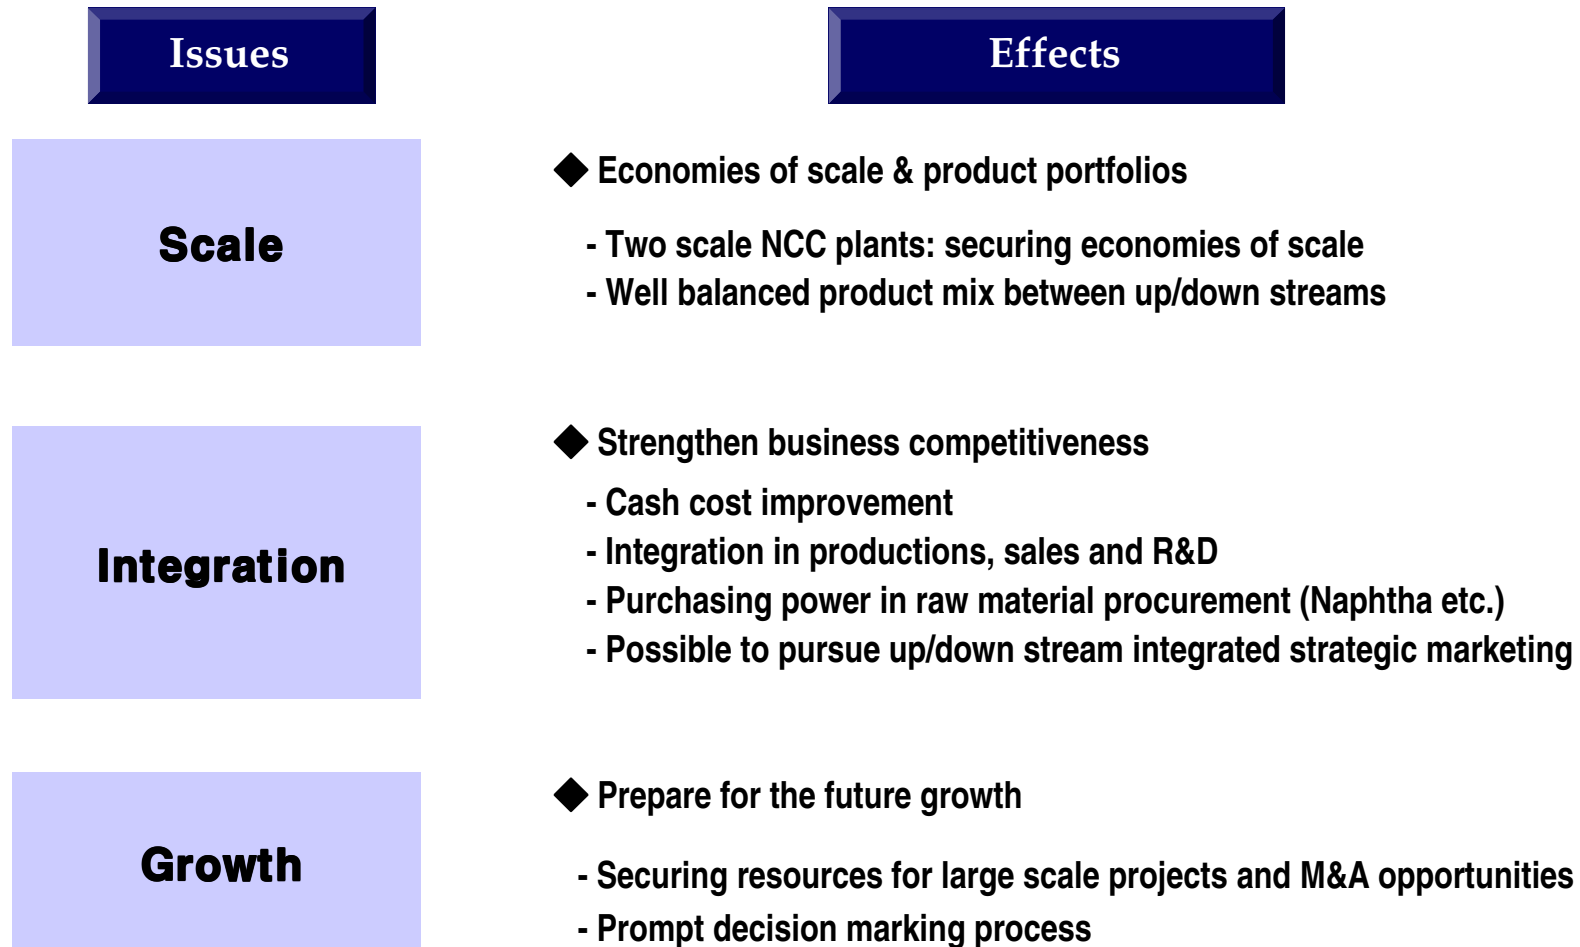 Issues
Effects
Scale
◆ Economies of scale & product portfolios
- Two scale NCC plants: securing economies of scale
- Well balanced product mix between up/down streams
Integration
◆ Strengthen business competitiveness
- Cash cost improvement
- Integration in productions, sales and R&D
- Purchasing power in raw material procurement (Naphtha etc.)
- Possible to pursue up/down stream integrated strategic marketing
Growth
◆ Prepare for the future growth
- Securing resources for large scale projects and M&A opportunities
- Prompt decision marking process